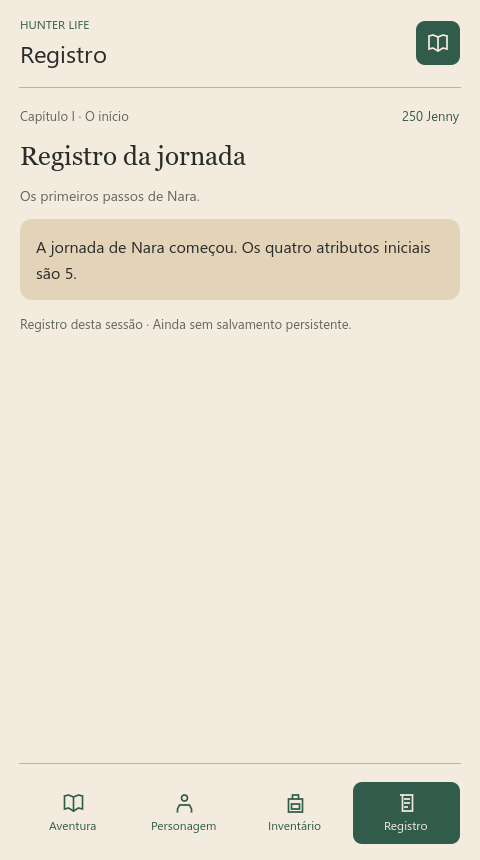 HUNTER LIFE
Registro
Capítulo I · O início
250 Jenny
Registro da jornada
Os primeiros passos de Nara.
A jornada de Nara começou. Os quatro atributos iniciais
são 5.
Registro desta sessão · Ainda sem salvamento persistente.
Aventura
Personagem
Inventário
Registro